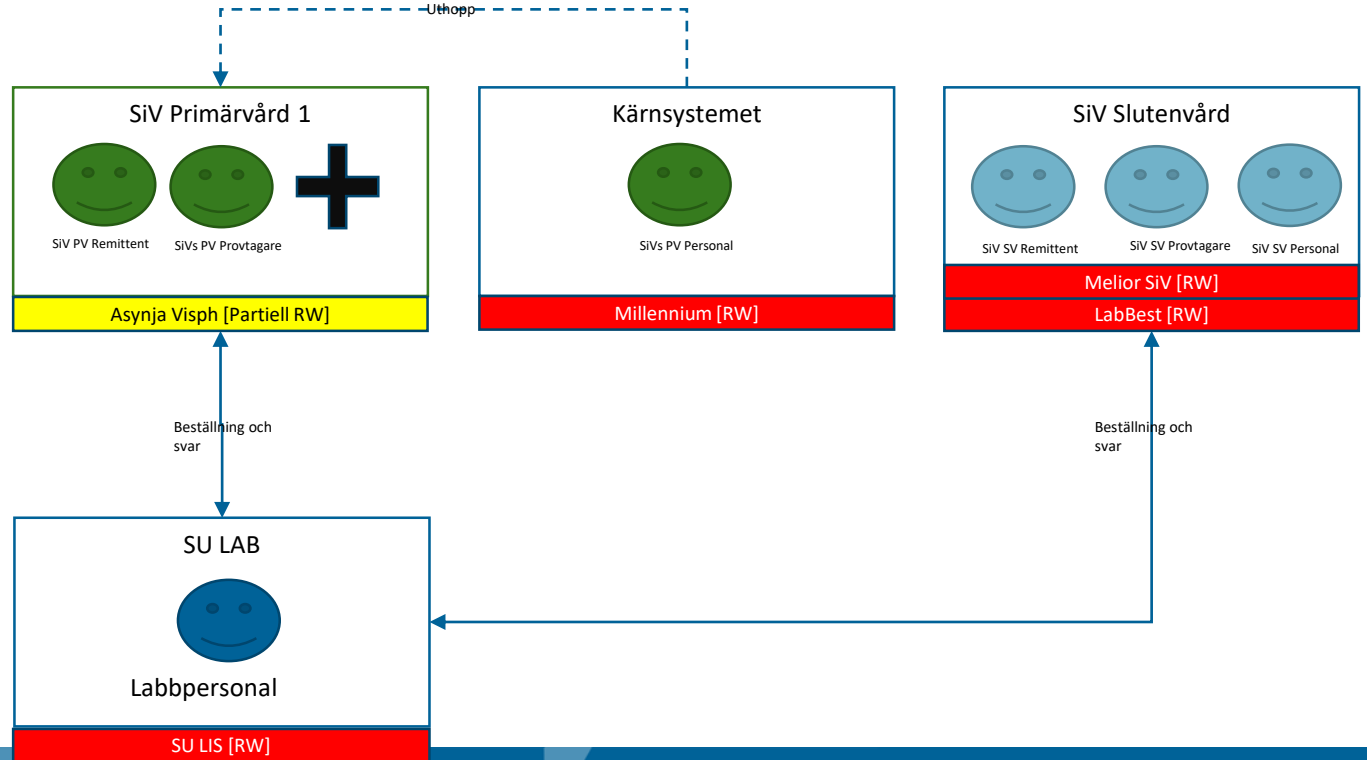 Uthopp
SiV Primärvård 1
SiV PV Remittent
SiVs PV Provtagare
Asynja Visph [Partiell RW]
Kärnsystemet
SiVs PV Personal
Millennium [RW]
SiV Slutenvård
SiV SV Remittent
SiV SV Provtagare
SiV SV Personal
Melior SiV [RW]
LabBest [RW]
Beställning och
svar
Beställning och
svar
SU LAB
Labbpersonal
SU LIS [RW]